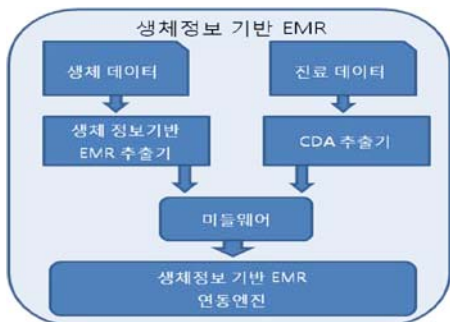 생체정보 기반 EMR
생체 데이터
진료 데이터
생체 정보기반
EMR 추출기
CDA 추출기
미들웨어
생체정보 기반 EMR
연동엔진